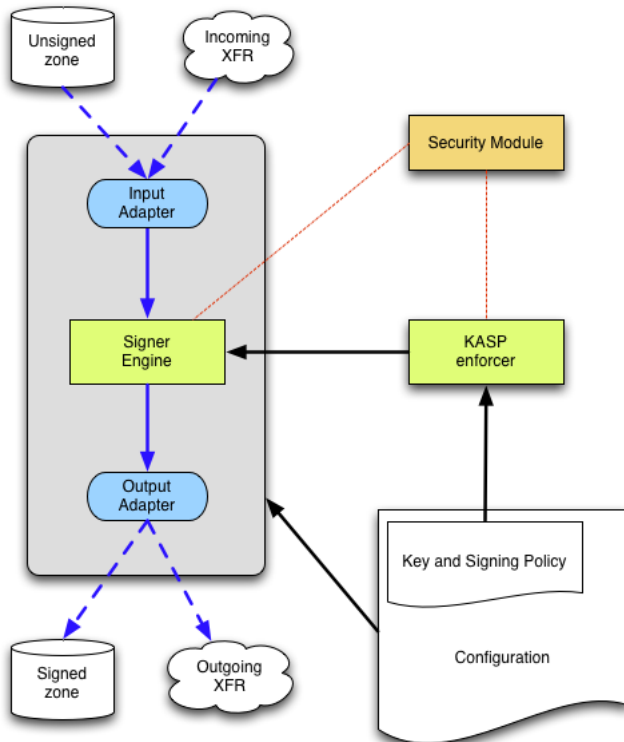 Unsigned
zone
Incoming
XFR
Security Module
Input
Adapter
Signer
Engine
KASP
enforcer
Output
Adapter
Key and Signing Policy
Configuration
Signed
zone
Outgoing
XFR